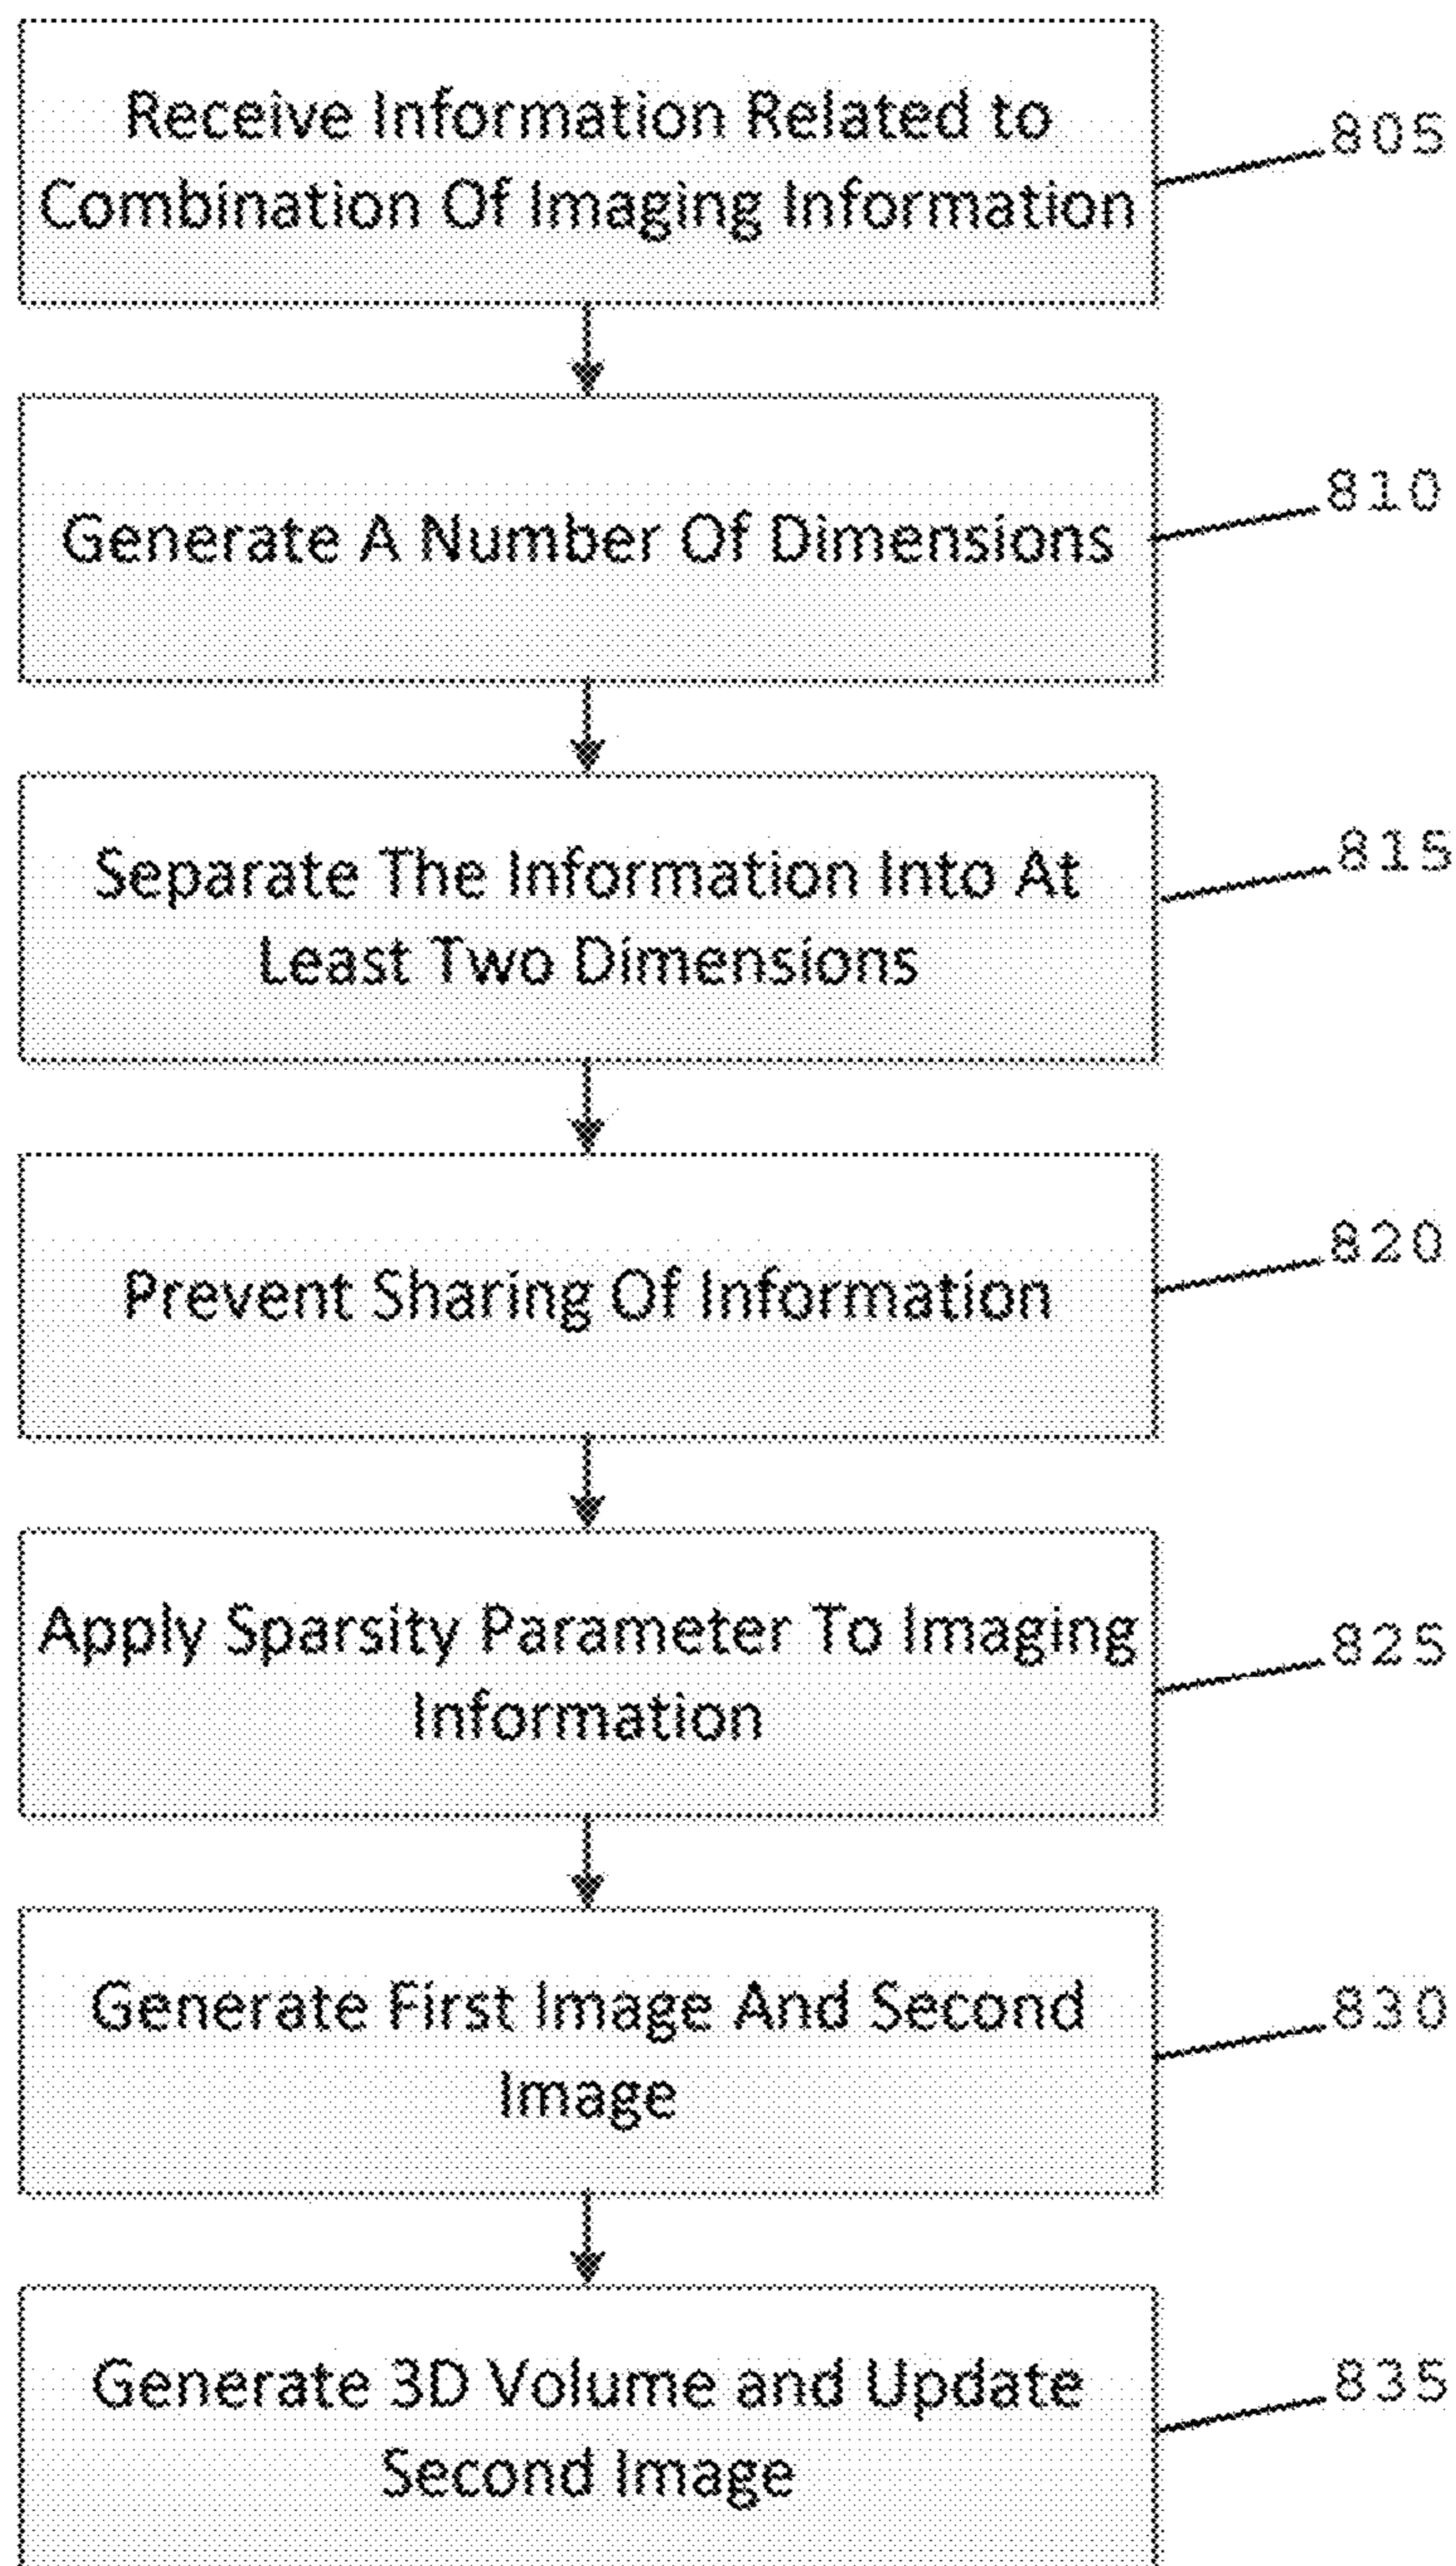 Receive Information Related to
Combination Of Imaging Information
805
Generate A Number Of Dimensions
810
Separate The Information Into At
Least Two Dimensions
815
Prevent Sharing Of Information
820
Apply Sparsity Parameter To Imaging
Information
825
Generate First Image And Second
Image
830
Generate 3D Volume and Update
Second Image
835